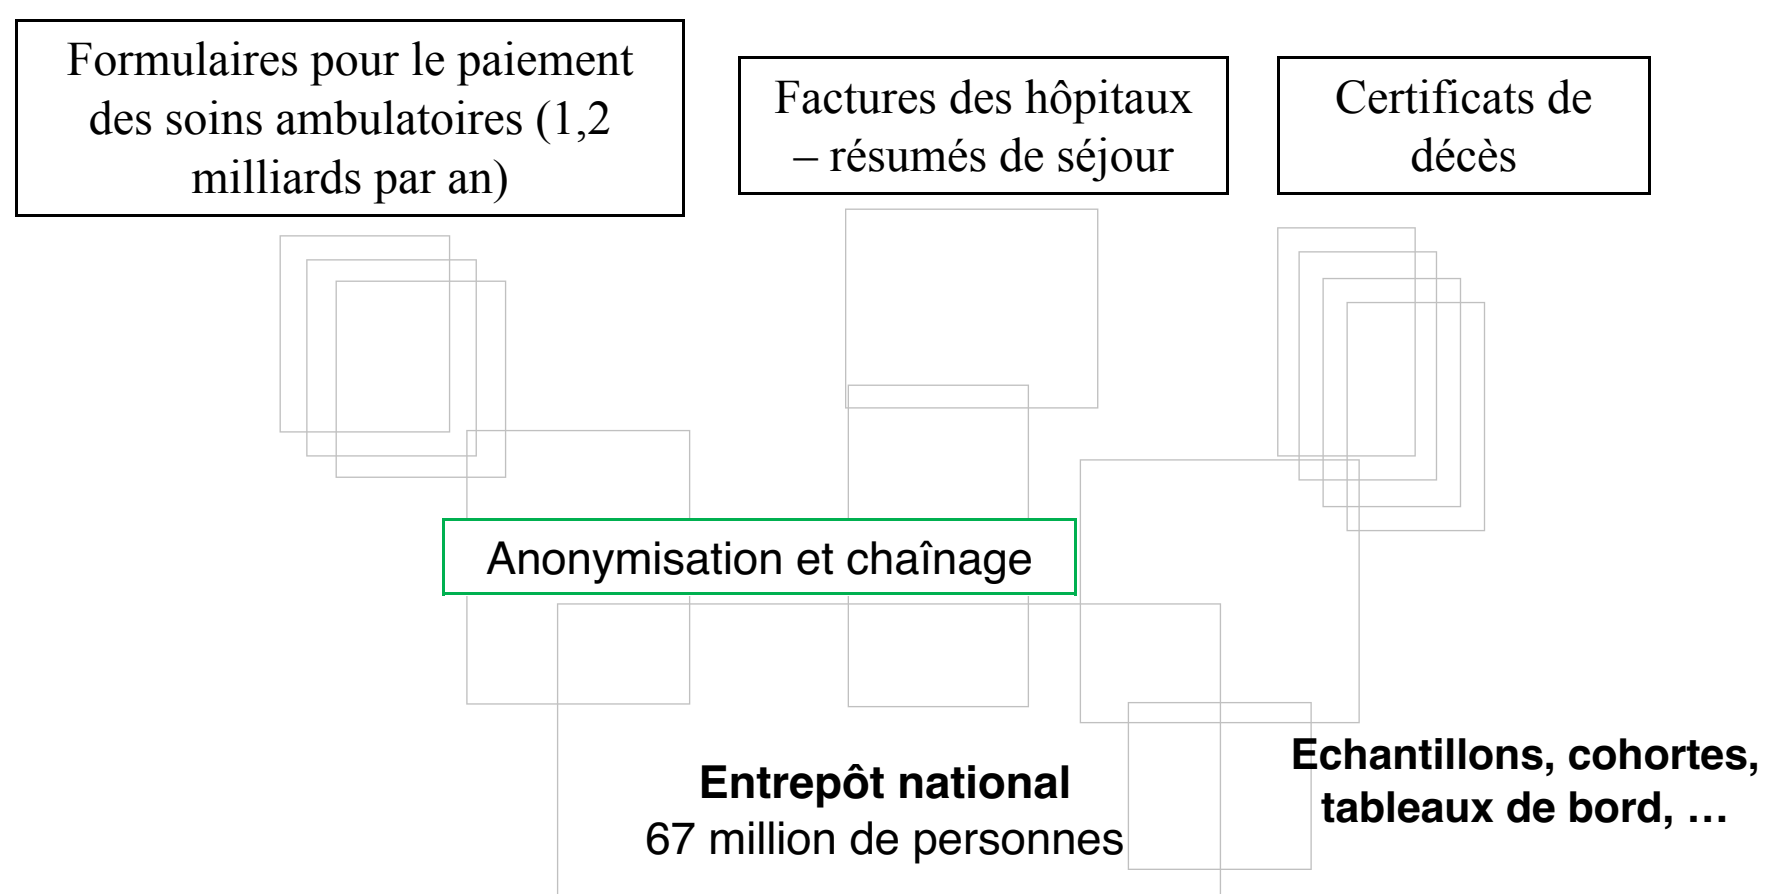 Formulaires pour le paiement
des soins ambulatoires (1,2
milliards par an)
Factures des hôpitaux
– résumés de séjour
Certificats de
décès
Anonymisation et chaînage
Entrepôt national
67 million de personnes
Echantillons, cohortes,
tableaux de bord, …